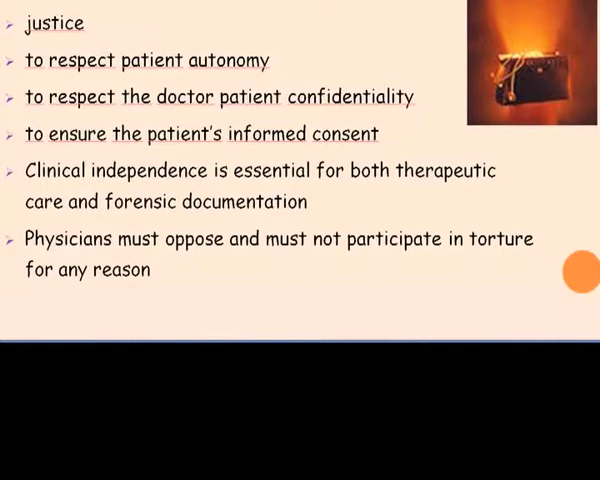 justice
to respect patient autonomy
to respect the doctor patient confidentiality
to ensure the patient's informed consent
Clinical independence is essential for both therapeutic
care and forensic documentation
Physicians must oppose and must not participate in torture
for any reason